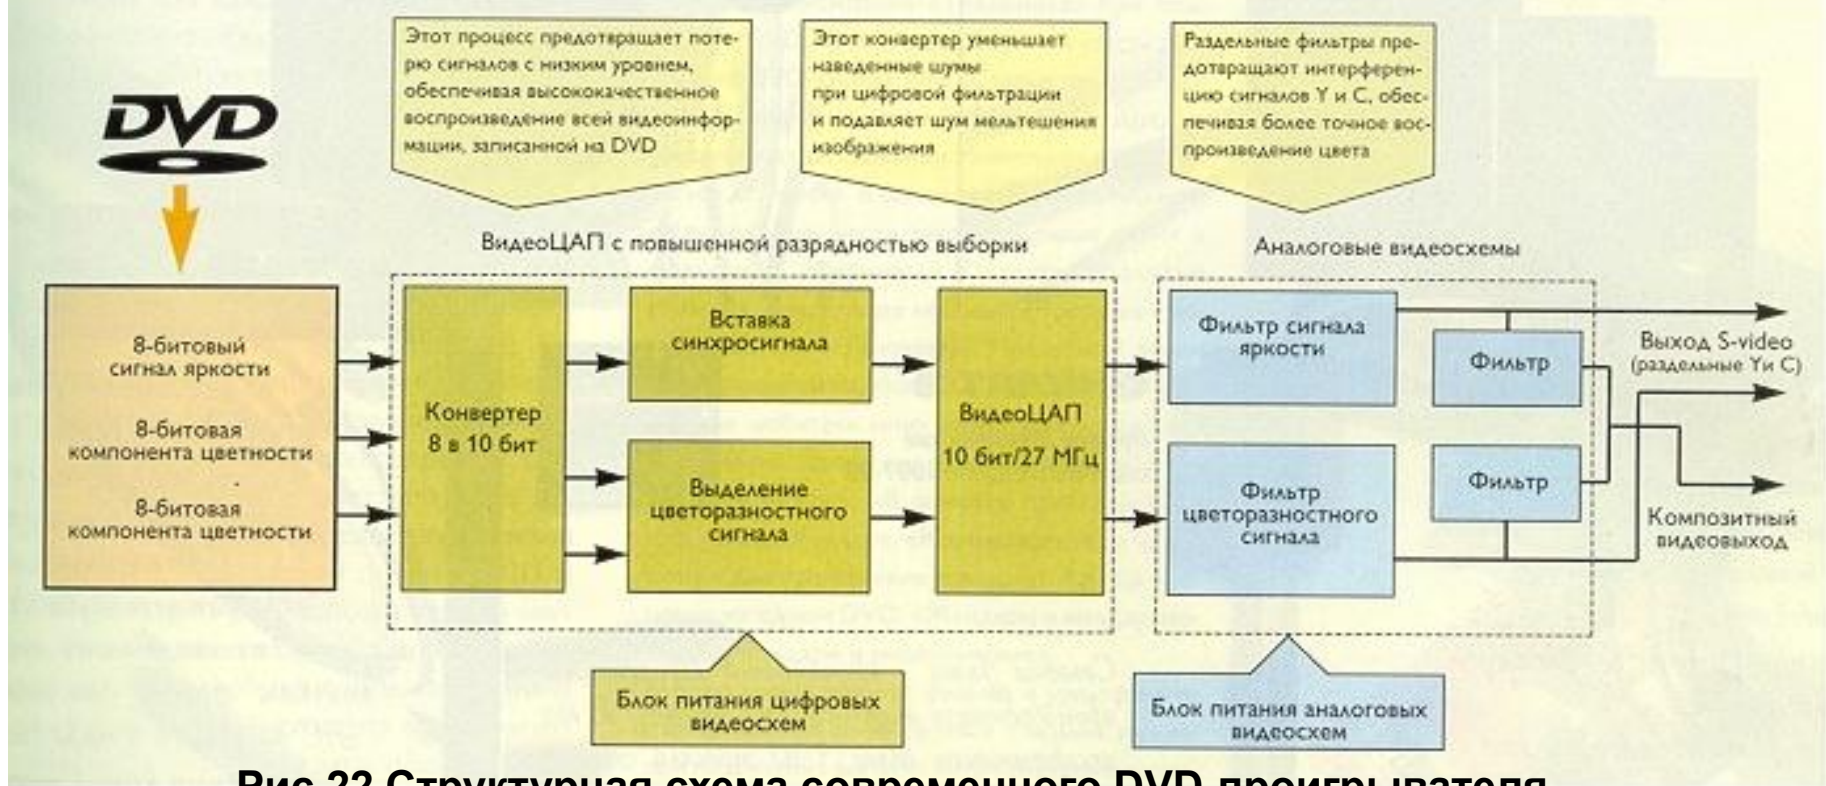 Этот процесс предотвращает поте-
рю сигналов с низким уровнем,
обеспечивая высококачественное
воспроизведение всей видеоинфор-
мации, записанной на DVD
Этот конвертер уменьшает
наведенные шумы
при цифровой фильтрации
и подавляет шум мельтешения
изображения
Раздельные фильтры пре-
дотвращают интерферен-
цию сигналов Y и C, обес-
печивая более точное вос-
произведение цвета
DVD
ВидеоЦАП с повышенной разрядностью выборки
Аналоговые видеосхемы
8-битовый
сигнал яркости
8-битовая
компонента цветности
8-битовая
компонента цветности
Конвертер
8 в 10 бит
Вставка
синхросигнала
Выделение
цветоразностного
сигнала
ВидеоЦАП
10 бит/27 МГц
Фильтр сигнала
яркости
Фильтр
цветоразностного
сигнала
Фильтр
Фильтр
Выход S-video
(раздельные Yи C)
Композитный
видеовыход
Блок питания цифровых
видеосхем
Блок питания аналоговых
видеосхем
Рис.22 Структурная схема современного DVD-проигрывателя